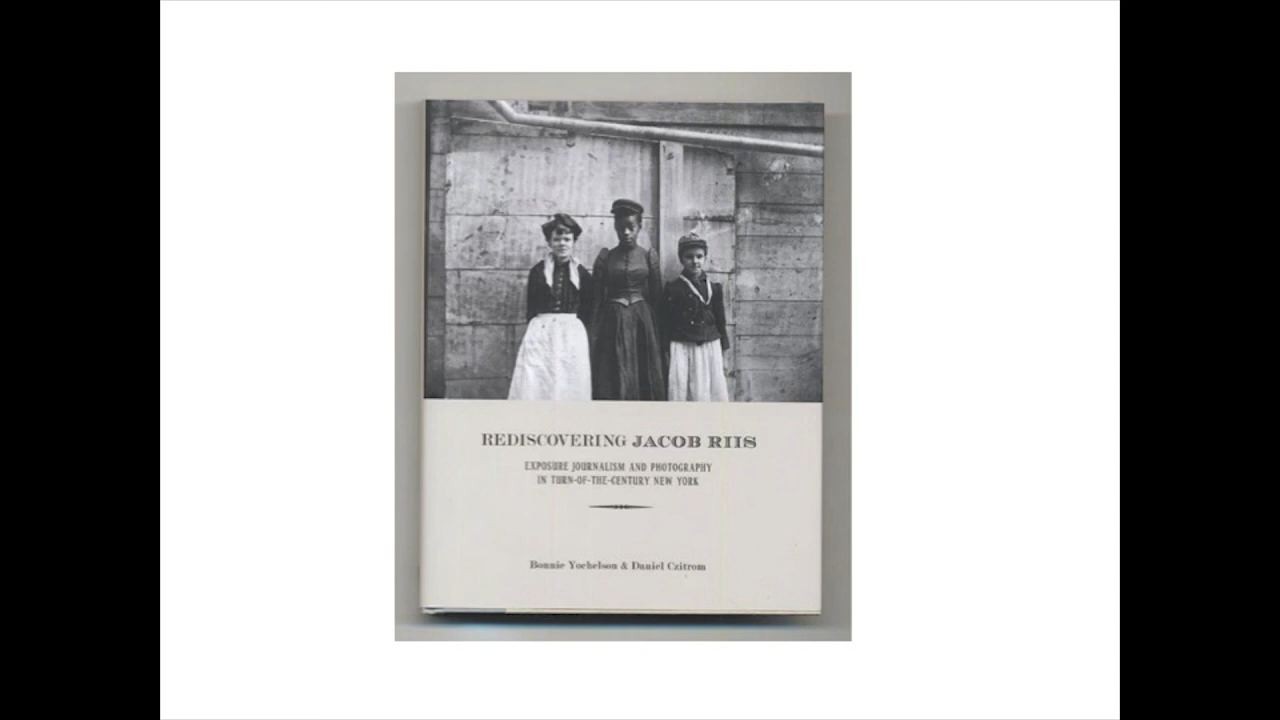 REDISCOVERING JACOB RIIS
EXPOSURE JOURNALISM AND PHOTOGRAPHY
IN TURN-OF-THE-CENTURY NEW YORK
Bonnie Yochelson & Daniel Czitrom